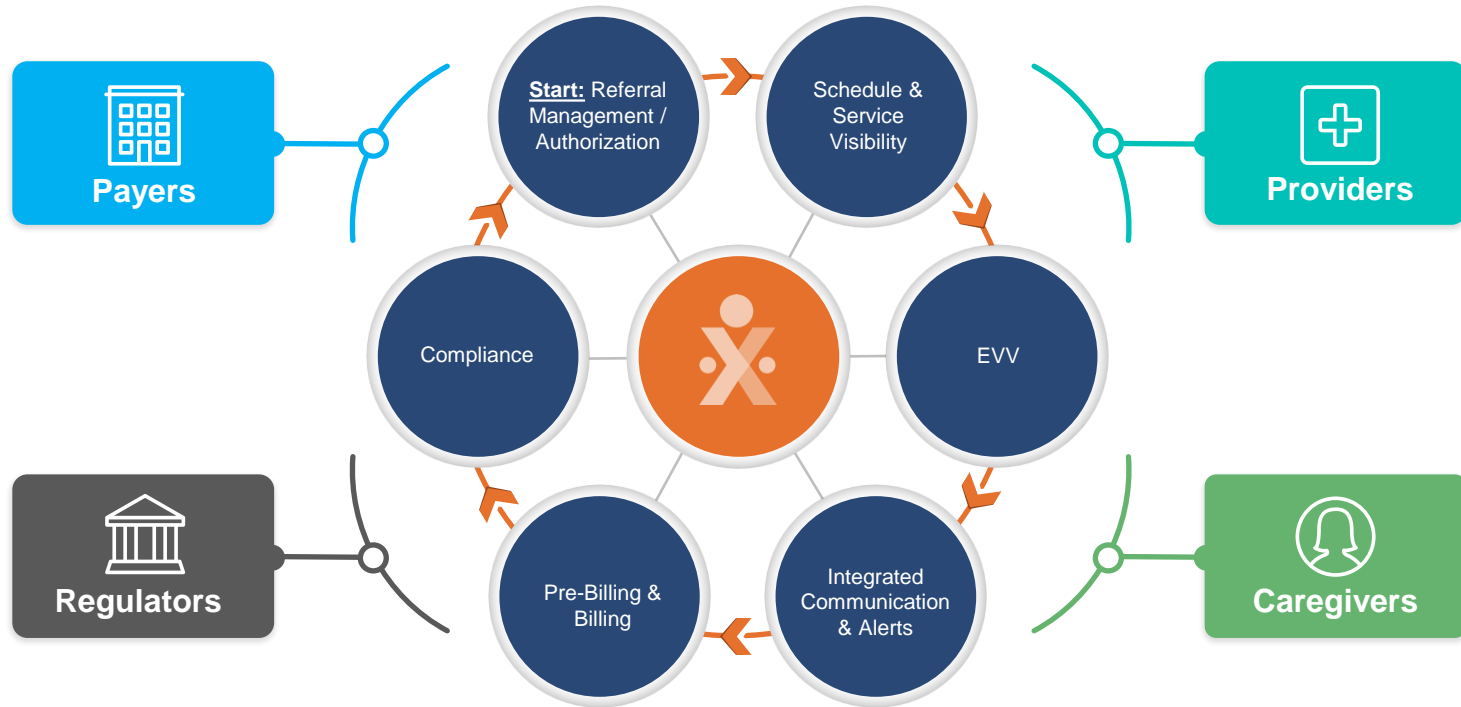 Start: Referral
Management /
Authorization
Schedule &
Service
Visibility
Payers
Providers
Compliance
EVV
Regulators
Pre-Billing &
Billing
Integrated
Communication
& Alerts
Caregivers